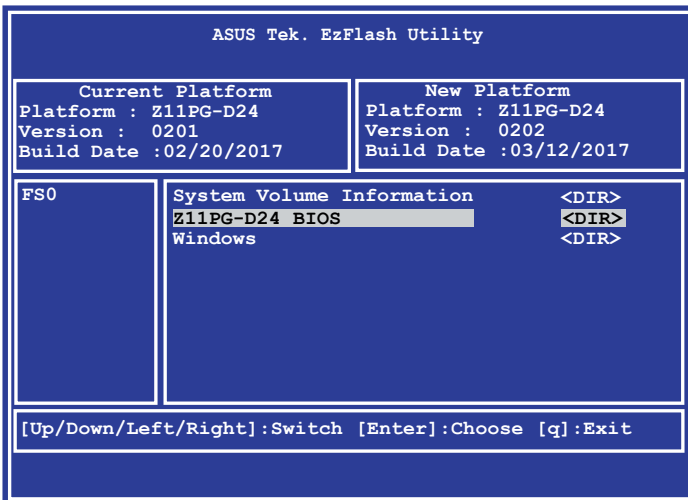 ASUS Tek. EzFlash Utility
Current Platform
Platform : Z11PG-D24
Version : 0201
Build Date :02/20/2017
New Platform
Platform : Z11PG-D24
Version : 0202
Build Date :03/12/2017
FS0
System Volume Information <DIR>
Z11PG-D24 BIOS <DIR>
Windows <DIR>
[Up/Down/Left/Right]:Switch [Enter]:Choose [q]:Exit